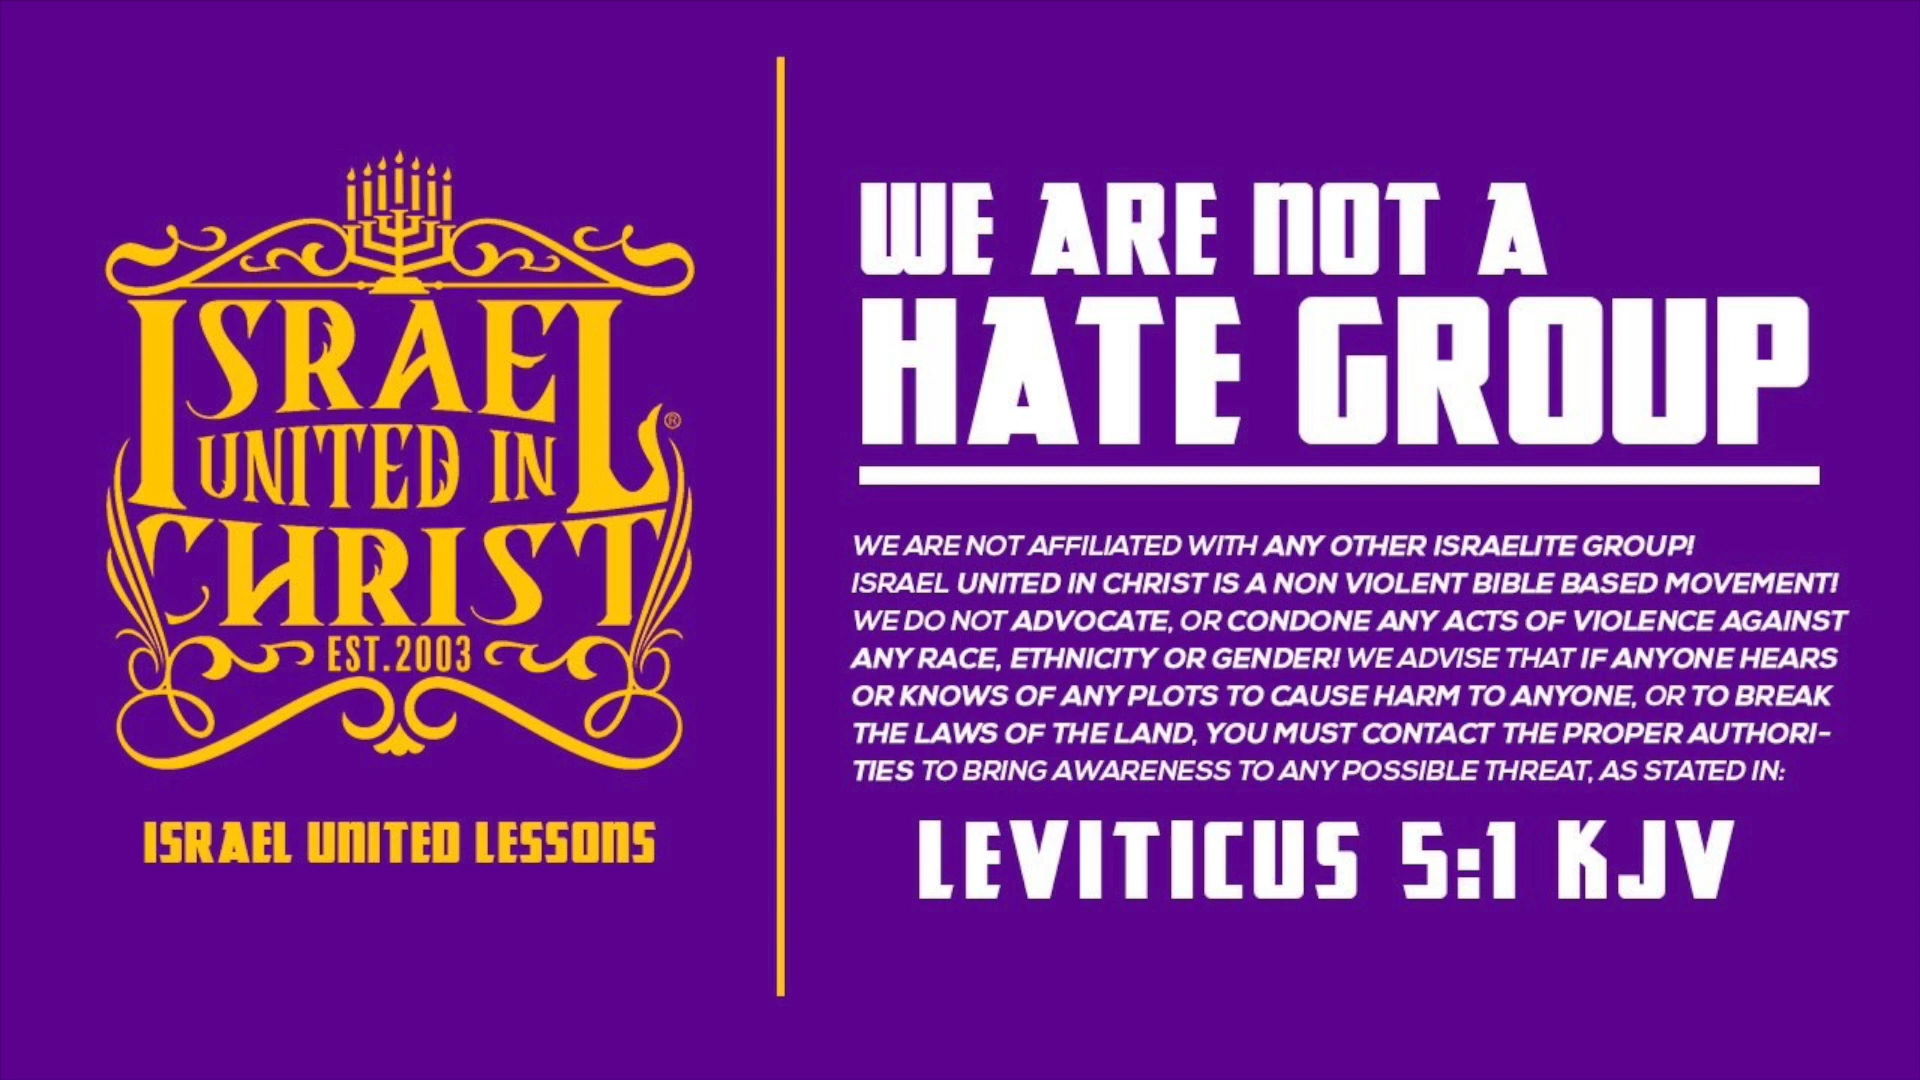 ISRAEL
UNITED IN
CHRIST
®
EST. 2003
ISRAEL UNITED LESSONS
WE ARE NOT A
HATE GROUP
WE ARE NOT AFFILIATED WITH ANY OTHER ISRAELITE GROUP!
ISRAEL UNITED IN CHRIST IS A NON VIOLENT BIBLE BASED MOVEMENT!
WE DO NOT ADVOCATE, OR CONDONE ANY ACTS OF VIOLENCE AGAINST
ANY RACE, ETHNICITY OR GENDER! WE ADVISE THAT IF ANYONE HEARS
OR KNOWS OF ANY PLOTS TO CAUSE HARM TO ANYONE, OR TO BREAK
THE LAWS OF THE LAND, YOU MUST CONTACT THE PROPER AUTHORI-
TIES TO BRING AWARENESS TO ANY POSSIBLE THREAT, AS STATED IN:
LEVITICUS 5:1 KJV